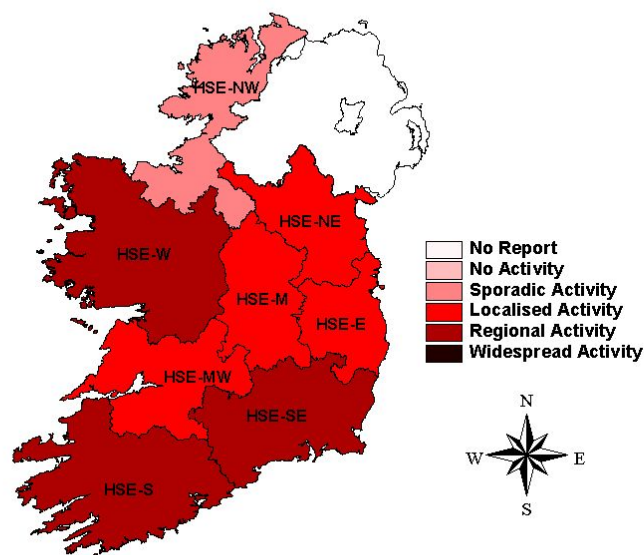 HSE-NW
HSE-NE
HSE-W
HSE-M
HSE-E
HSE-MW
HSE-SE
HSE-S
No Report
No Activity
Sporadic Activity
Localised Activity
Regional Activity
Widespread Activity
N
W
E
S